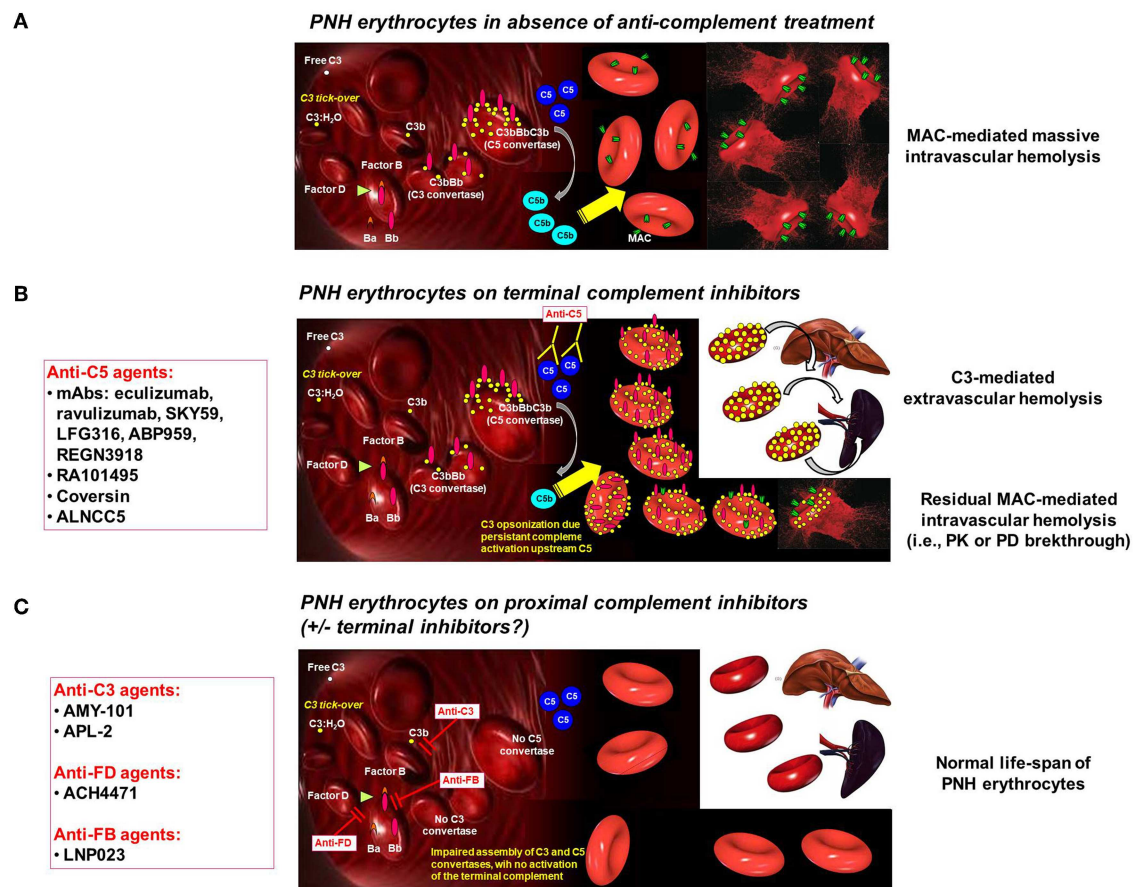 A
PNH erythrocytes in absence of anti-complement treatment
Free C3
C3 tick-over
C3:H₂O
C3b
Factor B
Factor D
Ba Bb
C3bBb
(C3 convertase)
C3bBbC3b
(C5 convertase)
C5
C5
C5
C5b
C5b
C5b
MAC
MAC-mediated massive
intravascular hemolysis
B
PNH erythrocytes on terminal complement inhibitors
Anti-C5 agents:
• mAbs: eculizumab,
ravulizumab, SKY59,
LFG316, ABP959,
REGN3918
• RA101495
• Coversin
• ALNCC5
Free C3
C3 tick-over
C3:H₂O
C3b
Factor B
Factor D
Ba Bb
C3bBb
(C3 convertase)
C3bBbC3b
(C5 convertase)
Anti-C5
C5
C5
C5
C5b
C3 opsonization due
persistant compleme
activation upstream C5
C3-mediated
extravascular hemolysis
Residual MAC-mediated
intravascular hemolysis
(i.e., PK or PD brekthrough)
C
PNH erythrocytes on proximal complement inhibitors
(+/- terminal inhibitors?)
Anti-C3 agents:
• AMY-101
• APL-2
Anti-FD agents:
• ACH4471
Anti-FB agents:
• LNP023
Free C3
C3 tick-over
C3:H₂O
C3b
Anti-C3
Factor B
Anti-FB
Factor D
Anti-FD
Ba Bb
No C3
convertase
No C5
convertase
C5
C5
C5
Impaired assembly of C3 and C5
convertases, wih no activation
of the terminal complement
Normal life-span of
PNH erythrocytes